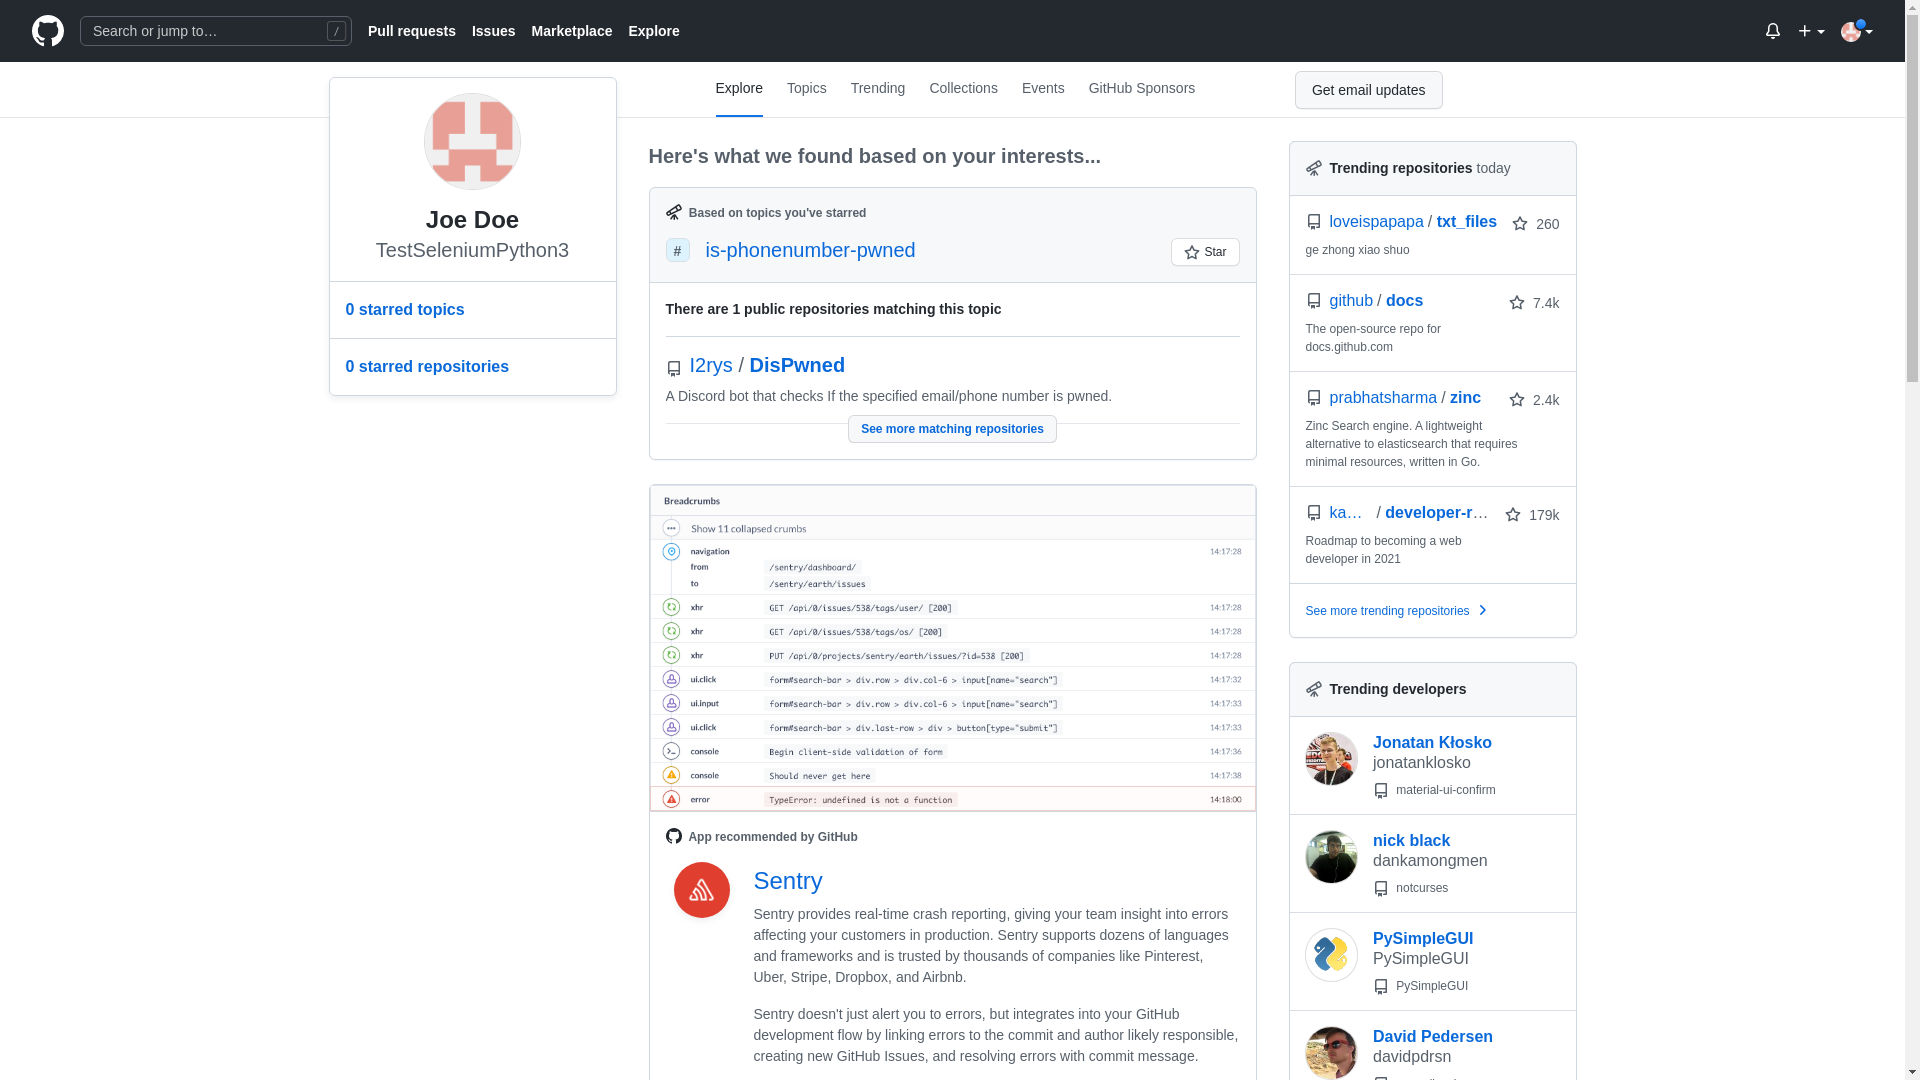 Search or jump to…
/
Pull requests
Issues
Marketplace
Explore
Explore
Topics
Trending
Collections
Events
GitHub Sponsors
Get email updates
Joe Doe
TestSeleniumPython3
0 starred topics
0 starred repositories
Here's what we found based on your interests...
Based on topics you've starred
# is-phonenumber-pwned
Star
There are 1 public repositories matching this topic
I2rys / DisPwned
A Discord bot that checks If the specified email/phone number is pwned.
See more matching repositories
Breadcrumbs
Show 11 collapsed crumbs
navigation 14:17:28
from /sentry/dashboard/
to /sentry/earth/issues
xhr GET /api/0/issues/538/tags/user/ [200] 14:17:28
xhr GET /api/0/issues/538/tags/os/ [200] 14:17:28
xhr PUT /api/0/projects/sentry/earth/issues/?id=538 [200] 14:17:28
ui.click form#search-bar > div.row > div.col-6 > input[name="search"] 14:17:32
ui.input form#search-bar > div.row > div.col-6 > input[name="search"] 14:17:33
ui.click form#search-bar > div.last-row > div > button[type="submit"] 14:17:33
console Begin client-side validation of form 14:17:36
console Should never get here 14:17:38
error TypeError: undefined is not a function 14:18:00
App recommended by GitHub
Sentry
Sentry provides real-time crash reporting, giving your team insight into errors
affecting your customers in production. Sentry supports dozens of languages
and frameworks and is trusted by thousands of companies like Pinterest,
Uber, Stripe, Dropbox, and Airbnb.
Sentry doesn't just alert you to errors, but integrates into your GitHub
development flow by linking errors to the commit and author likely responsible,
creating new GitHub Issues, and resolving errors with commit message.
Trending repositories today
loveispapapa / txt_files 260
ge zhong xiao shuo
github / docs 7.4k
The open-source repo for
docs.github.com
prabhatsharma / zinc 2.4k
Zinc Search engine. A lightweight
alternative to elasticsearch that requires
minimal resources, written in Go.
ka… / developer-r… 179k
Roadmap to becoming a web
developer in 2021
See more trending repositories
Trending developers
Jonatan Kłosko
jonatanklosko
material-ui-confirm
nick black
dankamongmen
notcurses
PySimpleGUI
PySimpleGUI
PySimpleGUI
David Pedersen
davidpdrsn